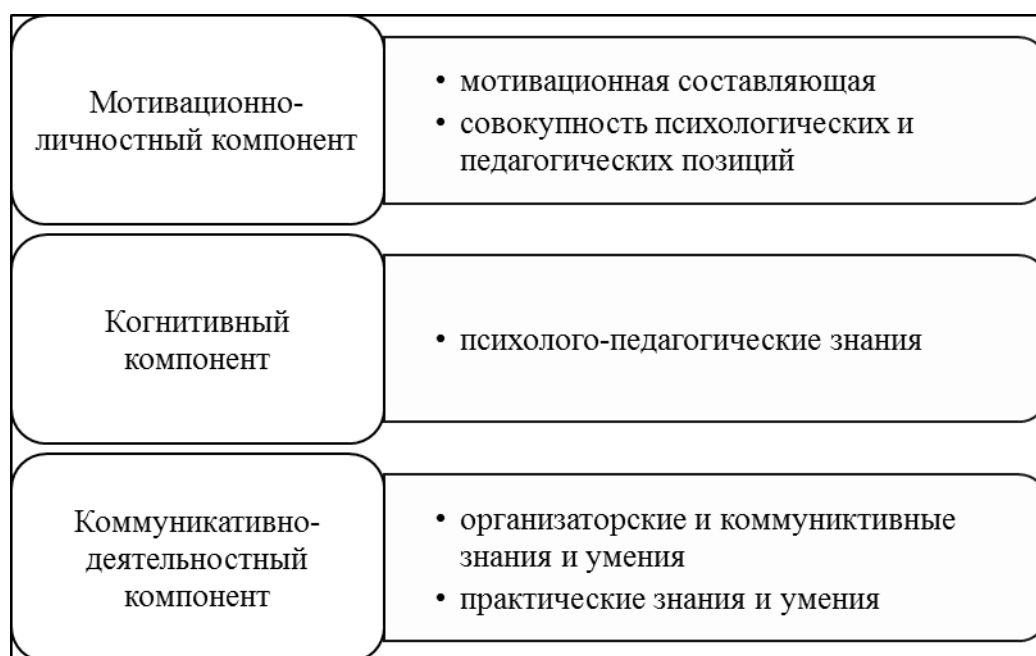 Мотивационно-
личностный компонент
• мотивационная составляющая
• совокупность психологических и
педагогических позиций
Когнитивный
компонент
• психолого-педагогические знания
Коммуникативно-
деятельностный
компонент
• организаторские и коммуниктивные
знания и умения
• практические знания и умения